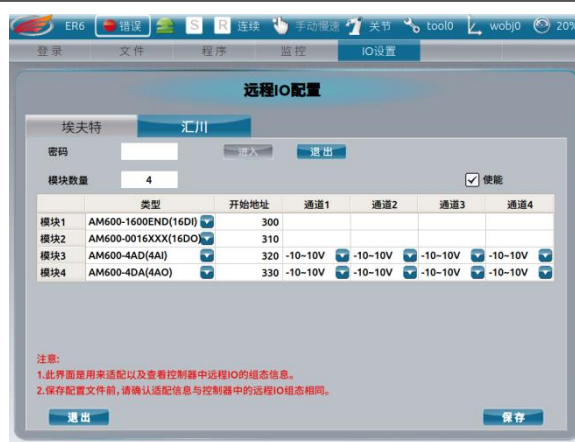 ER6 错误 S R 连续 手动慢速 关节 tool0 wobj0 20%
登录 文件 程序 监控 IO设置
远程IO配置
埃夫特 汇川
密码 进入 退出
模块数量 4 使能
类型 开始地址 通道1 通道2 通道3 通道4
模块1 AM600-1600END(16DI) 300
模块2 AM600-0016XXX(16DO) 310
模块3 AM600-4AD(4AI) 320 -10~10V -10~10V -10~10V -10~10V
模块4 AM600-4DA(4AO) 330 -10~10V -10~10V -10~10V -10~10V
注意:
1.此界面是用来适配以及查看控制器中远程IO的组态信息。
2.保存配置文件前,请确认适配信息与控制器中的远程IO组态相同。
退出 保存